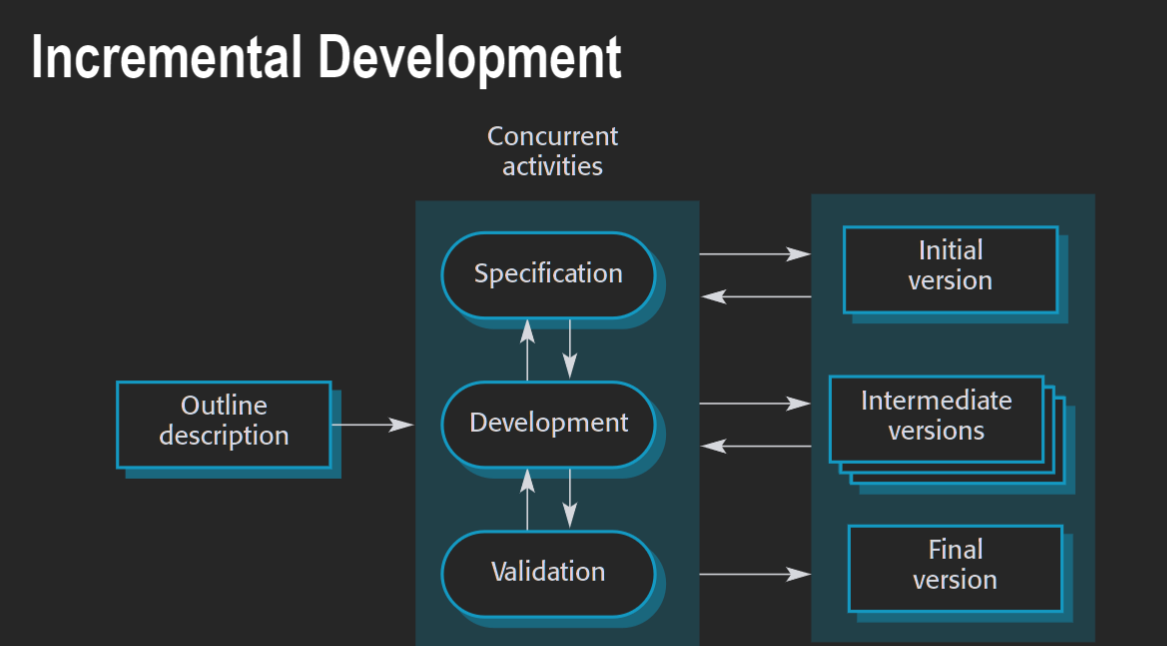 Incremental Development
Concurrent
activities
Specification
Initial
version
Outline
description
Development
Intermediate
versions
Validation
Final
version